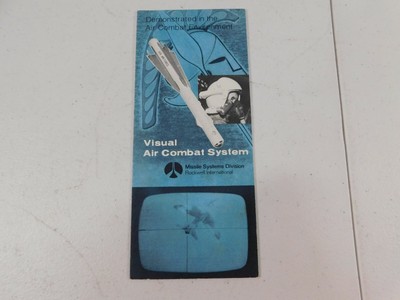 Demonstrated in the
Air Combat Environment
Visual
Air Combat System
Missile Systems Division
Rockwell International